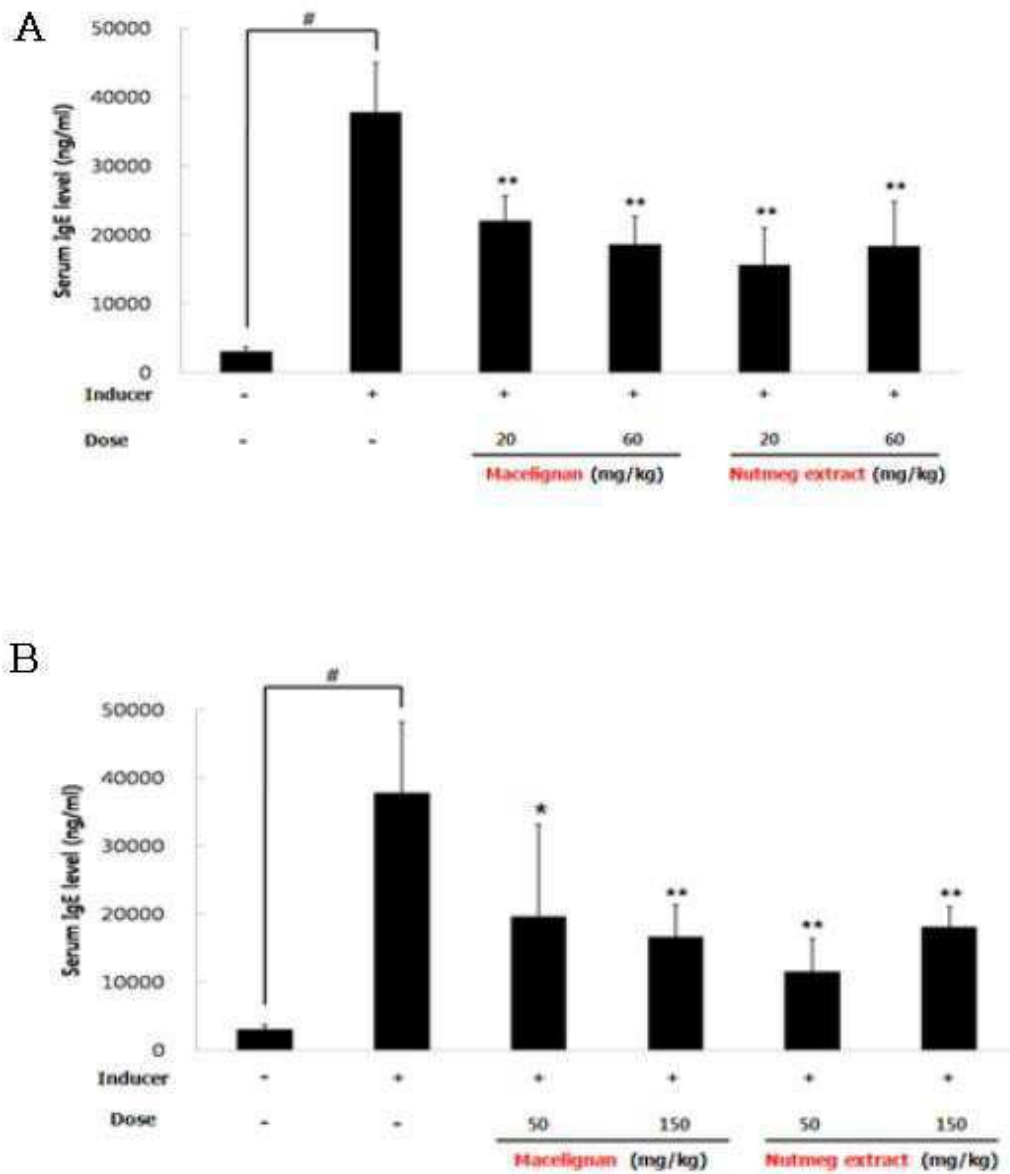 A
#
50000
40000
30000
20000
10000
0
Serum IgE level (ng/ml)
** ** ** **
Inducer - + + + + +
Dose - - 20 60 20 60
Macelignan (mg/kg) Nutmeg extract (mg/kg)
B
#
50000
40000
30000
20000
10000
0
Serum IgE level (ng/ml)
* ** ** **
Inducer - + + + + +
Dose - - 50 150 50 150
Macelignan (mg/kg) Nutmeg extract (mg/kg)